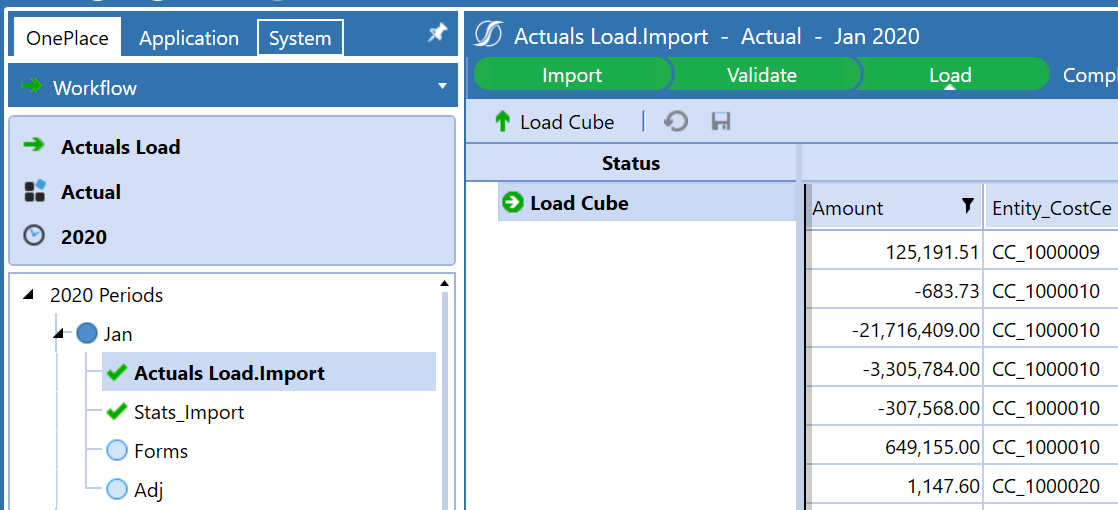 OnePlace Application System
Actuals Load.Import - Actual - Jan 2020
Workflow
Import Validate Load
Actuals Load
Actual
2020
Load Cube
Status
Load Cube
Amount Entity_CostCe
125,191.51 CC_1000009
-683.73 CC_1000010
-21,716,409.00 CC_1000010
-3,305,784.00 CC_1000010
-307,568.00 CC_1000010
649,155.00 CC_1000010
1,147.60 CC_1000020
2020 Periods
Jan
Actuals Load.Import
Stats_Import
Forms
Adj